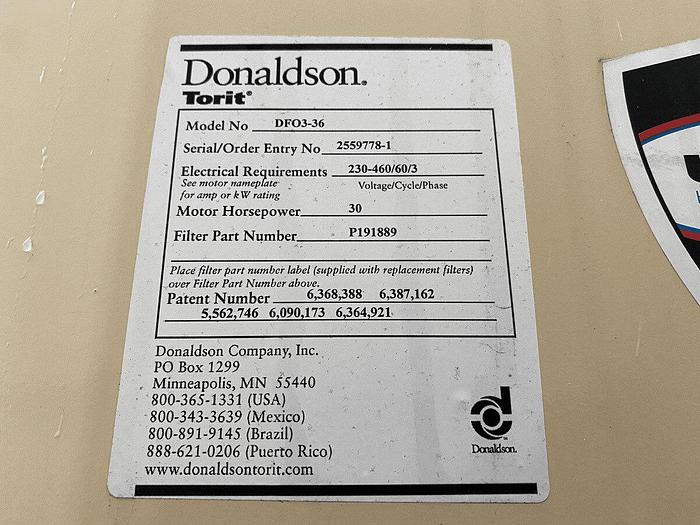 Donaldson.
Torit®
Model No DFO3-36
Serial/Order Entry No 2559778-1
Electrical Requirements 230-460/60/3
See motor nameplate Voltage/Cycle/Phase
for amp or kW rating
Motor Horsepower 30
Filter Part Number P191889
Place filter part number label (supplied with replacement filters)
over Filter Part Number above.
Patent Number 6,368,388 6,387,162
5,562,746 6,090,173 6,364,921
Donaldson Company, Inc.
PO Box 1299
Minneapolis, MN 55440
800-365-1331 (USA)
800-343-3639 (Mexico)
800-891-9145 (Brazil)
888-621-0206 (Puerto Rico)
www.donaldsontorit.com
Donaldson.